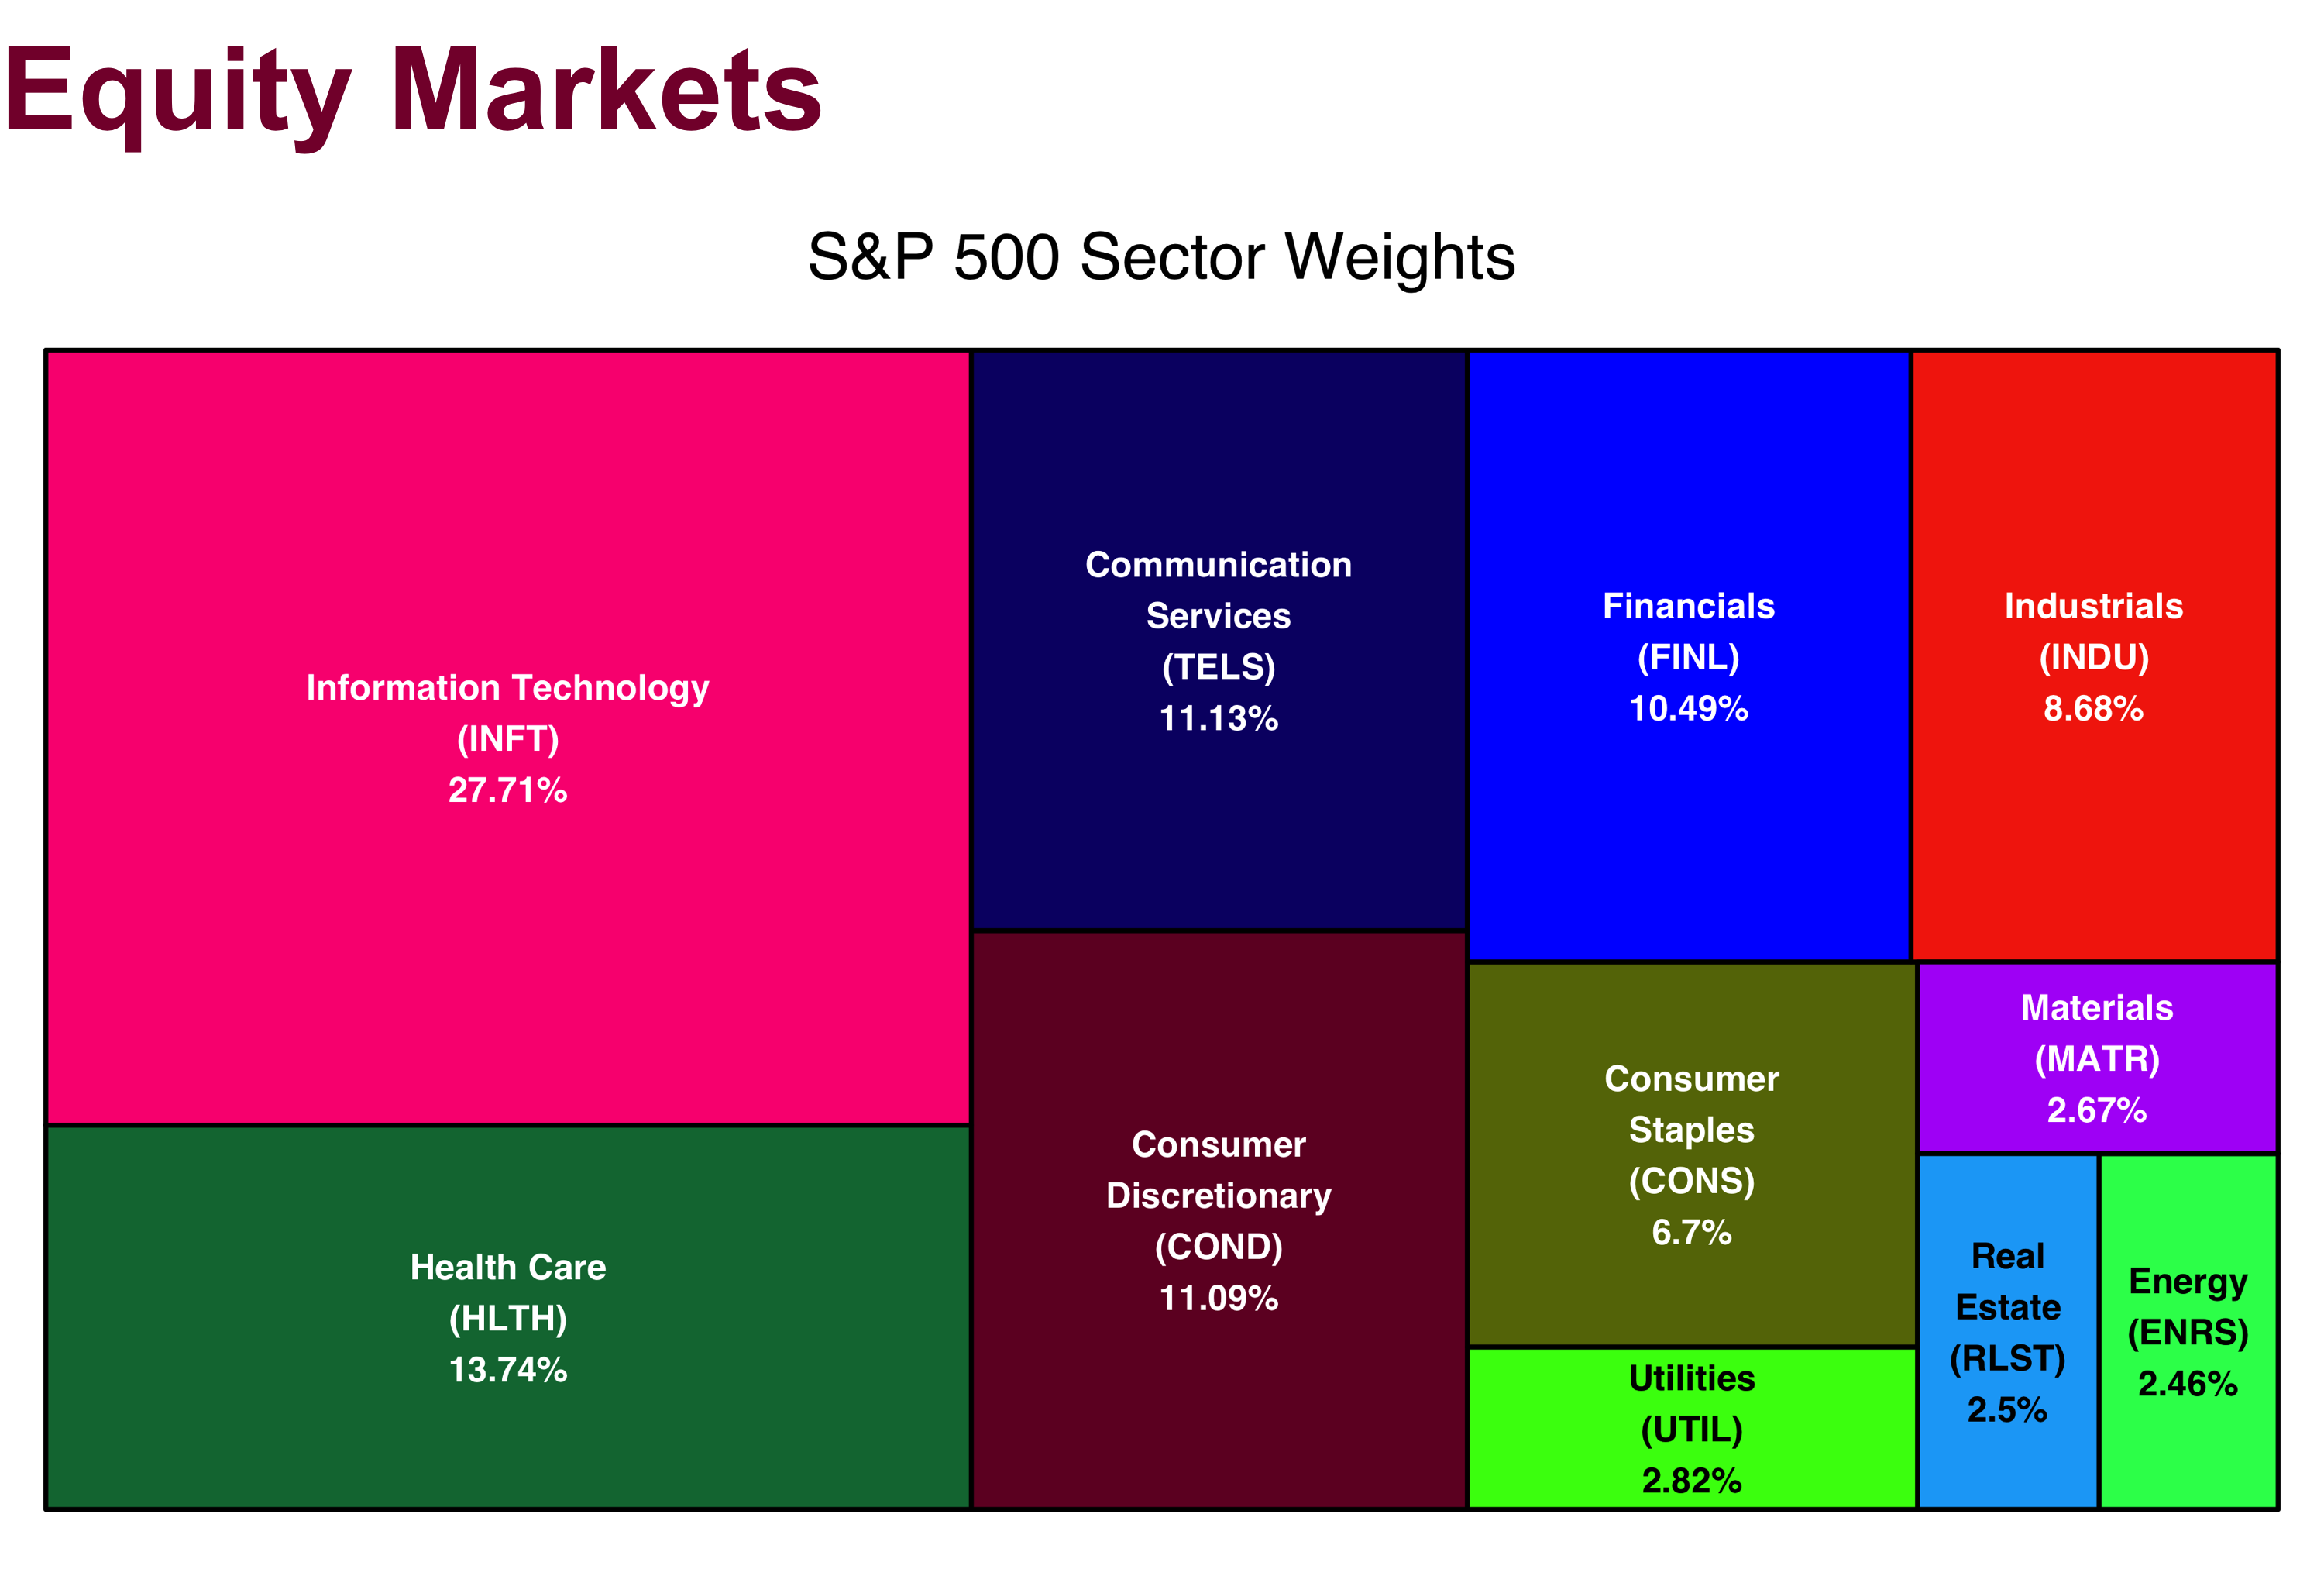 Equity Markets
S&P 500 Sector Weights
Information Technology
(INFT)
27.71%
Health Care
(HLTH)
13.74%
Communication
Services
(TELS)
11.13%
Consumer
Discretionary
(COND)
11.09%
Financials
(FINL)
10.49%
Industrials
(INDU)
8.68%
Consumer
Staples
(CONS)
6.7%
Utilities
(UTIL)
2.82%
Materials
(MATR)
2.67%
Real
Estate
(RLST)
2.5%
Energy
(ENRS)
2.46%